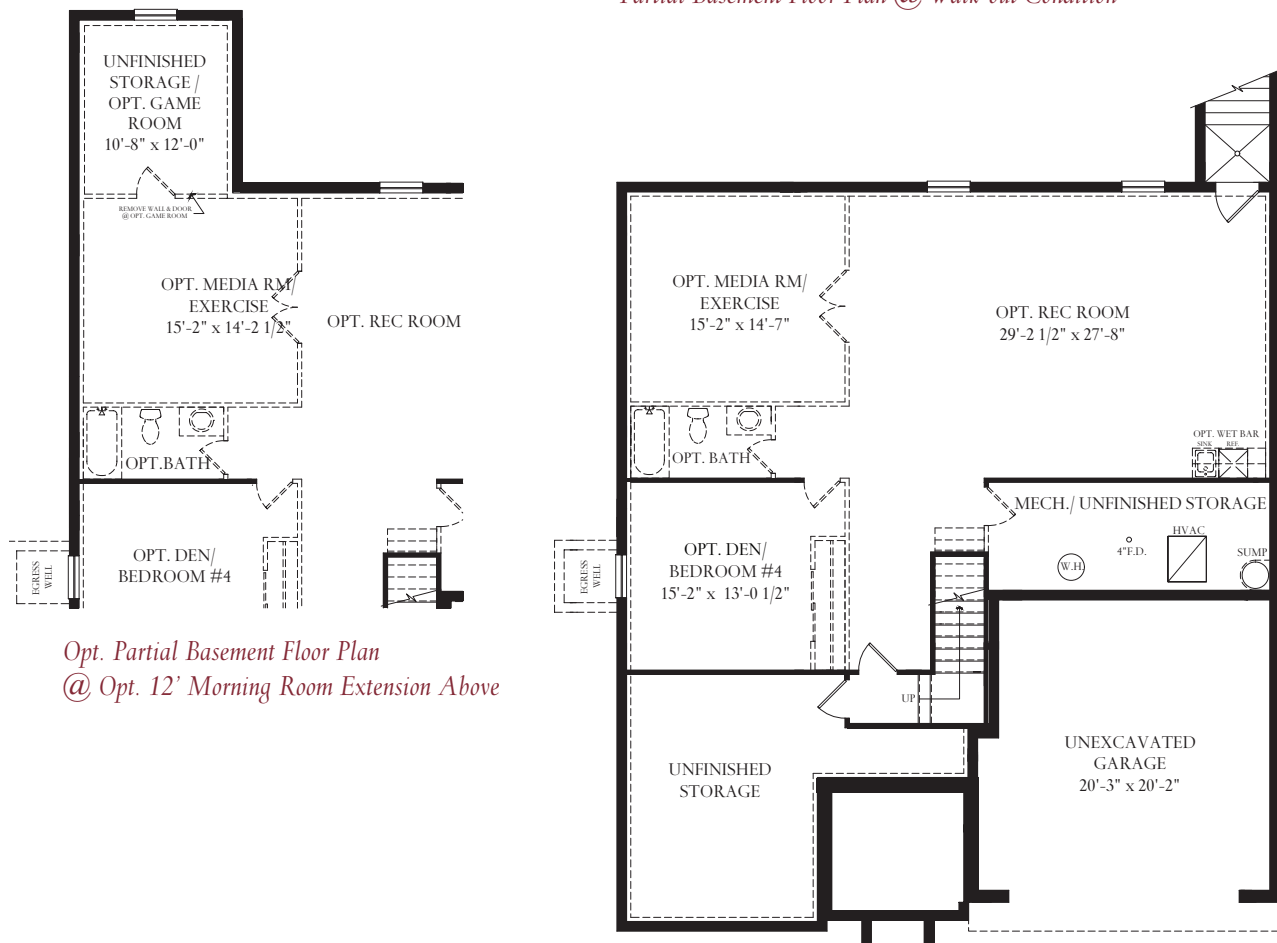 Partial Basement Floor Plan @ Walk-out Condition
UNFINISHED
STORAGE /
OPT. GAME
ROOM
10'-8" x 12'-0"
REMOVE WALL & DOOR
@ OPT. GAME ROOM
OPT. MEDIA RM/
EXERCISE
15'-2" x 14'-2 1/2"
OPT. REC ROOM
OPT.BATH
OPT. DEN/
BEDROOM #4
EGRESS
WELL
Opt. Partial Basement Floor Plan
@ Opt. 12' Morning Room Extension Above
OPT. MEDIA RM/
EXERCISE
15'-2" x 14'-7"
OPT. REC ROOM
29'-2 1/2" x 27'-8"
OPT. WET BAR
SINK REF.
OPT. BATH
MECH./ UNFINISHED STORAGE
HVAC
4"F.D.
W.H.
SUMP
OPT. DEN/
BEDROOM #4
15'-2" x 13'-0 1/2"
EGRESS
WELL
UP
UNFINISHED
STORAGE
UNEXCAVATED
GARAGE
20'-3" x 20'-2"